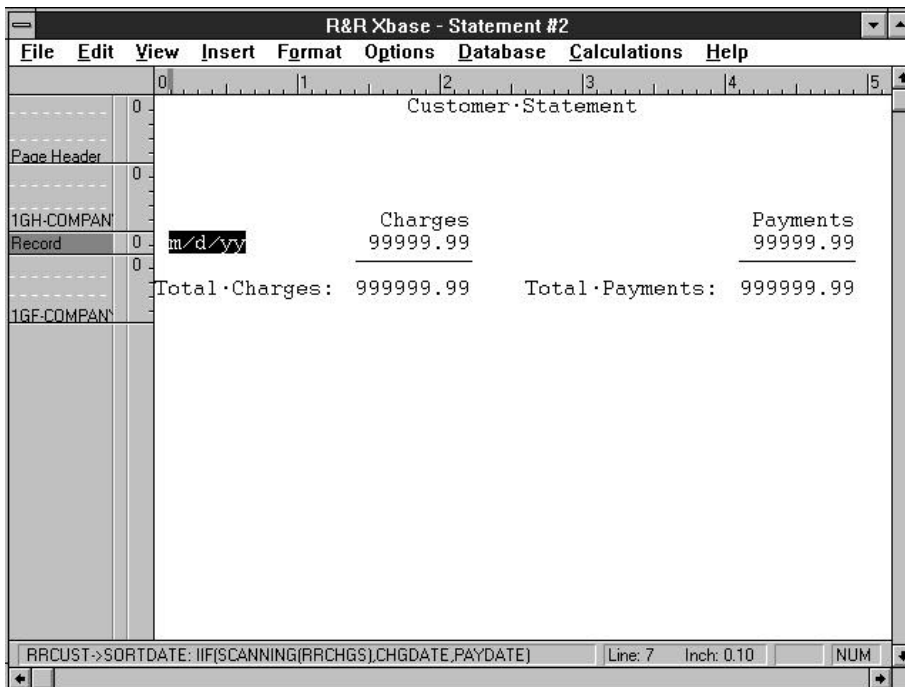 R&R Xbase - Statement #2
File Edit View Insert Format Options Database Calculations Help
0 1 2 3 4 5
0 Customer·Statement
Page Header
0
1GH-COMPAN Charges Payments
Record 0 m/d/yy 99999.99 99999.99
0
Total·Charges: 999999.99 Total·Payments: 999999.99
1GF-COMPANY
RRCUST->SORTDATE: IIF(SCANNING(RRCHGS),CHGDATE,PAYDATE) Line: 7 Inch: 0.10 NUM